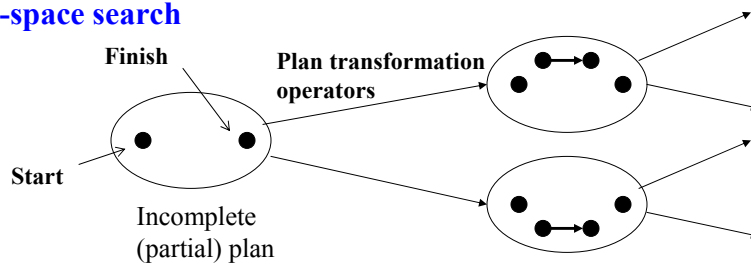 -space search
Finish
Plan transformation
operators
Start
Incomplete
(partial) plan